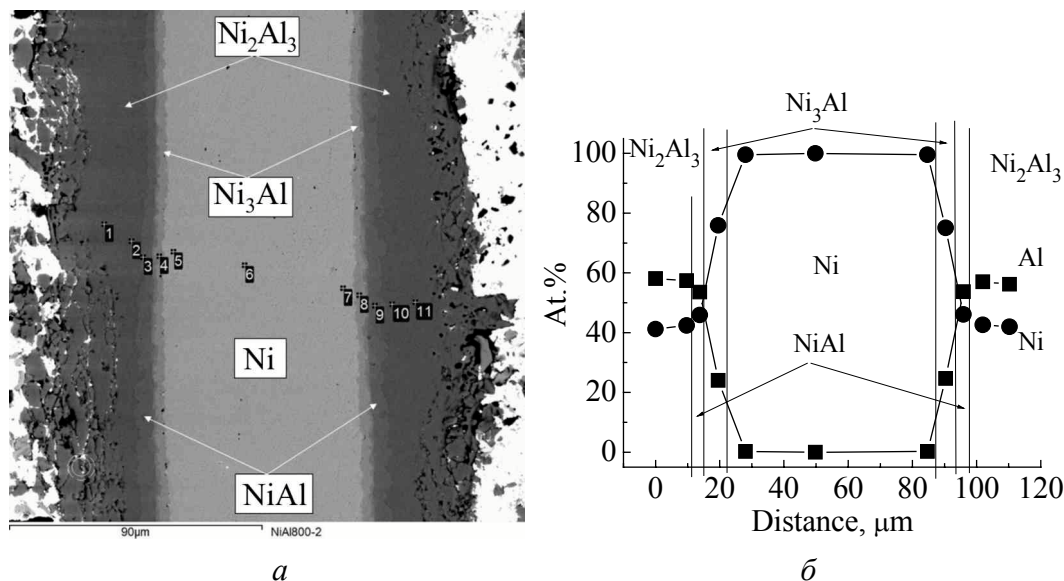 Ni₂Al₃
1
2
3
4
5
6
7
8
9
10
11
Ni₃Al
Ni
NiAl
90µm
NiAl800-2
а
Ni₃Al
Ni₂Al₃
Ni₂Al₃
100
80
60
40
20
0
At.%
Al
Ni
Ni
NiAl
0 20 40 60 80 100 120
Distance, µm
б